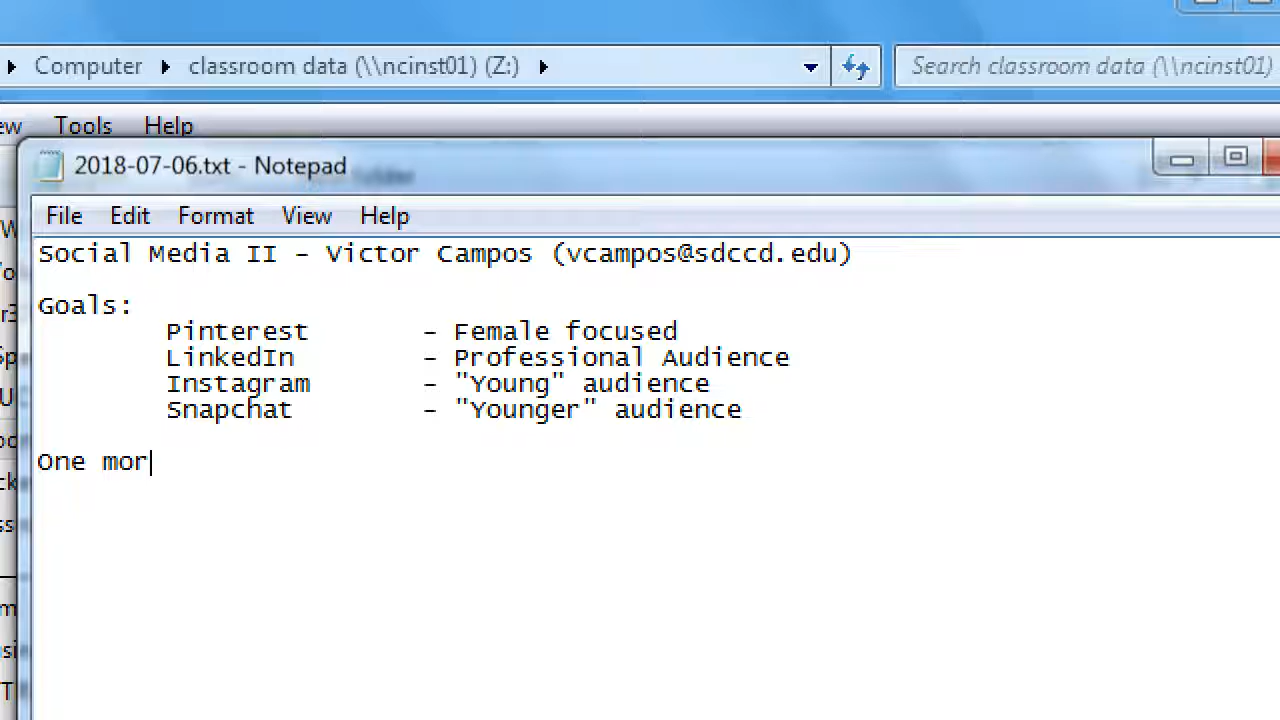 Computer classroom data (\\ncinst01) (Z:) Search classroom data (\\ncinst01)
Tools Help
2018-07-06.txt - Notepad
File Edit Format View Help
Social Media II - Victor Campos (vcampos@sdccd.edu)
Goals:
Pinterest - Female focused
LinkedIn - Professional Audience
Instagram - "Young" audience
Snapchat - "Younger" audience
One mor